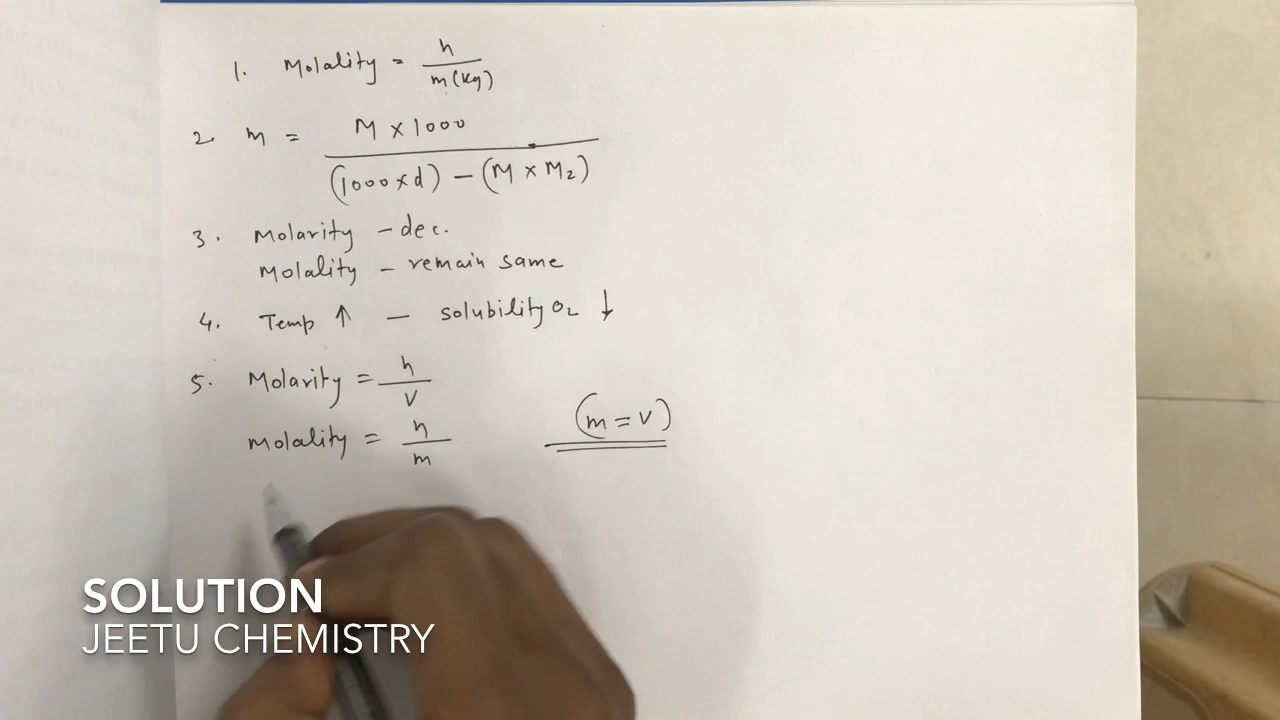 1. Molality = n / m(kg)
2 m = M × 1000 / (1000 × d) - (M × M₂)
3. Molarity - dec.
Molality - remain same
4. Temp ↑ - solubility O₂ ↓
5. Molarity = n / V
Molality = n / m (m = v)
SOLUTION
JEETU CHEMISTRY